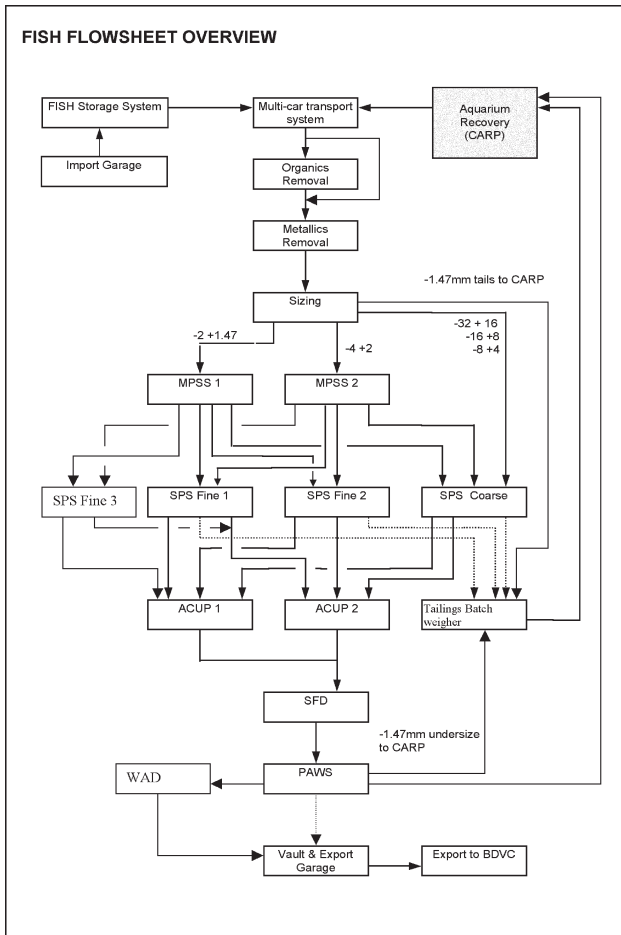 FISH FLOWSHEET OVERVIEW
FISH Storage System
Multi-car transport
system
Aquarium
Recovery
(CARP)
Import Garage
Organics
Removal
Metallics
Removal
-1.47mm tails to CARP
Sizing
-2 +1.47
-4 +2
-32 + 16
-16 +8
-8 +4
MPSS 1
MPSS 2
SPS Fine 3
SPS Fine 1
SPS Fine 2
SPS Coarse
ACUP 1
ACUP 2
Tailings Batch
weigher
SFD
-1.47mm undersize
to CARP
WAD
PAWS
Vault & Export
Garage
Export to BDVC